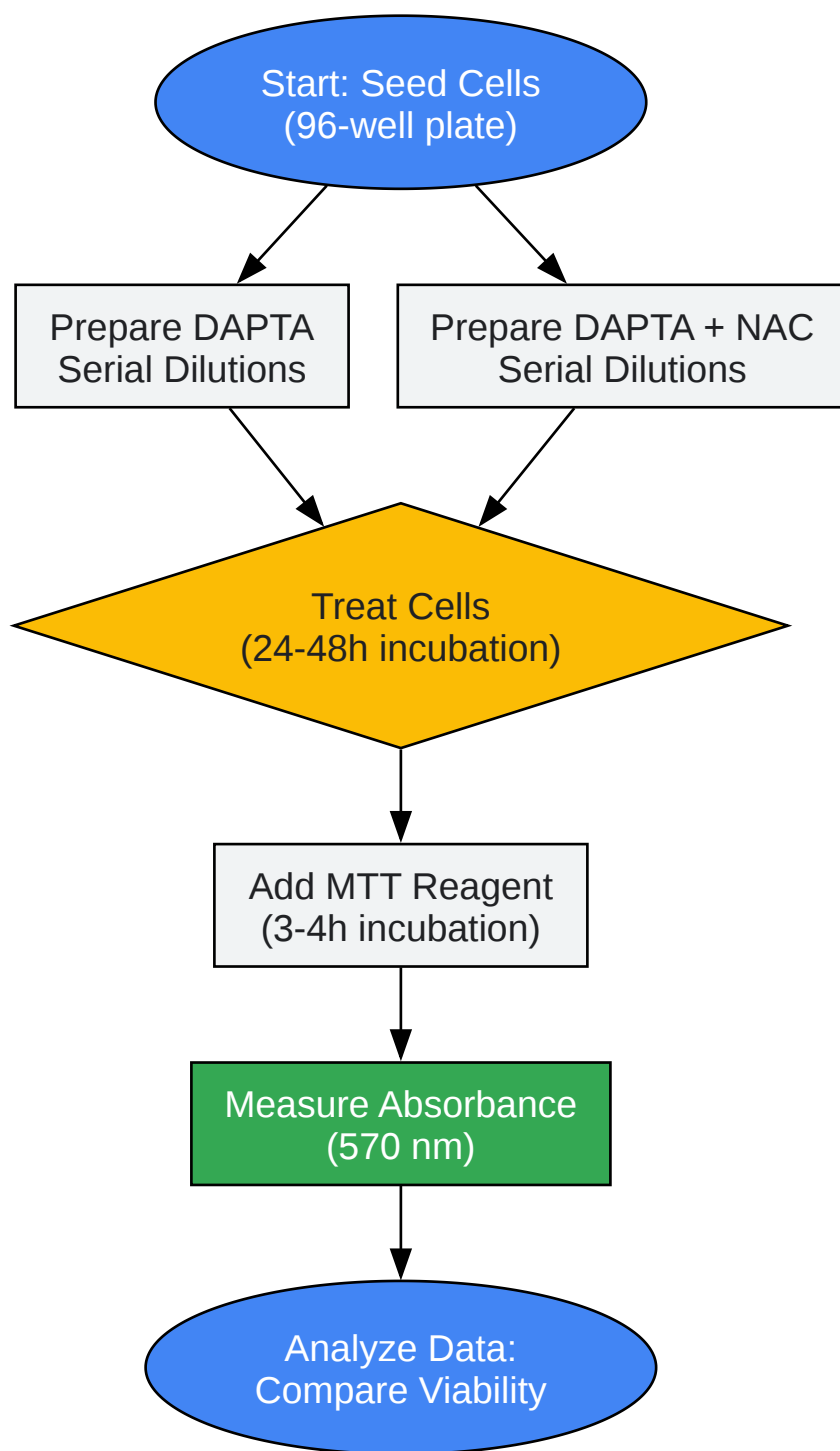 Start: Seed Cells
(96-well plate)
Prepare DAPTA
Serial Dilutions
Prepare DAPTA + NAC
Serial Dilutions
Treat Cells
(24-48h incubation)
Add MTT Reagent
(3-4h incubation)
Measure Absorbance
(570 nm)
Analyze Data:
Compare Viability